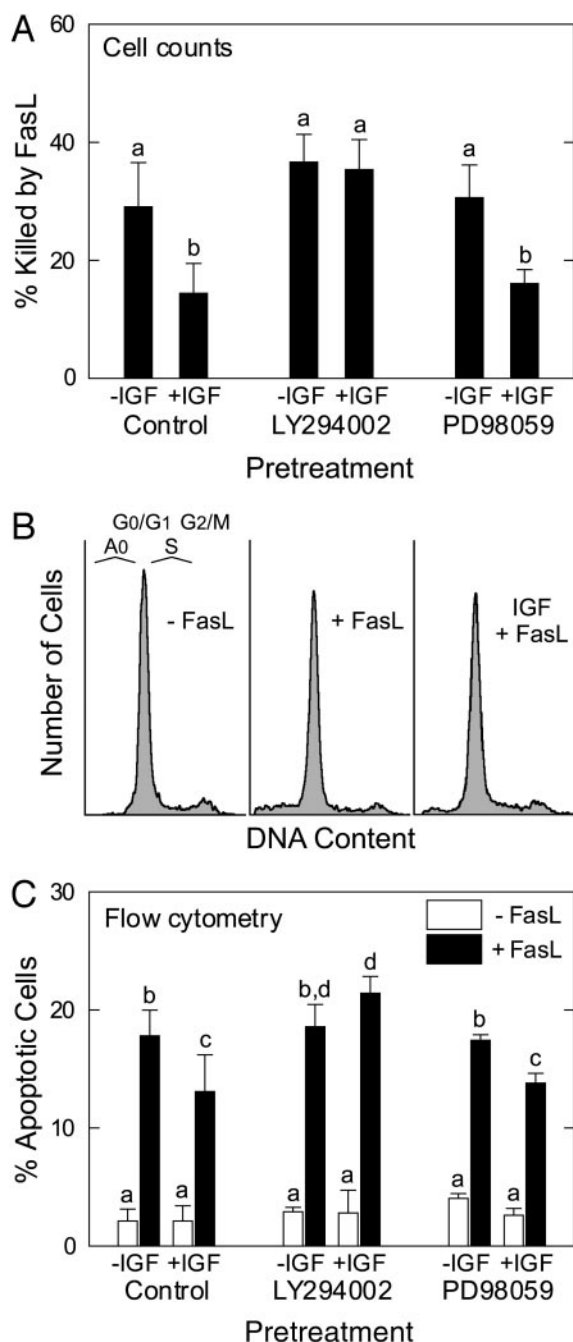 A
Cell counts
% Killed by FasL
60
40
20
0
a
b
a
a
a
b
-IGF +IGF -IGF +IGF -IGF +IGF
Control LY294002 PD98059
Pretreatment
B
G0/G1 G2/M
A0 S
- FasL
+ FasL
IGF
+ FasL
Number of Cells
DNA Content
C
Flow cytometry
- FasL
+ FasL
% Apoptotic Cells
30
20
10
0
a
b
a
c
a
b,d
a
d
a
b
a
c
-IGF +IGF -IGF +IGF -IGF +IGF
Control LY294002 PD98059
Pretreatment